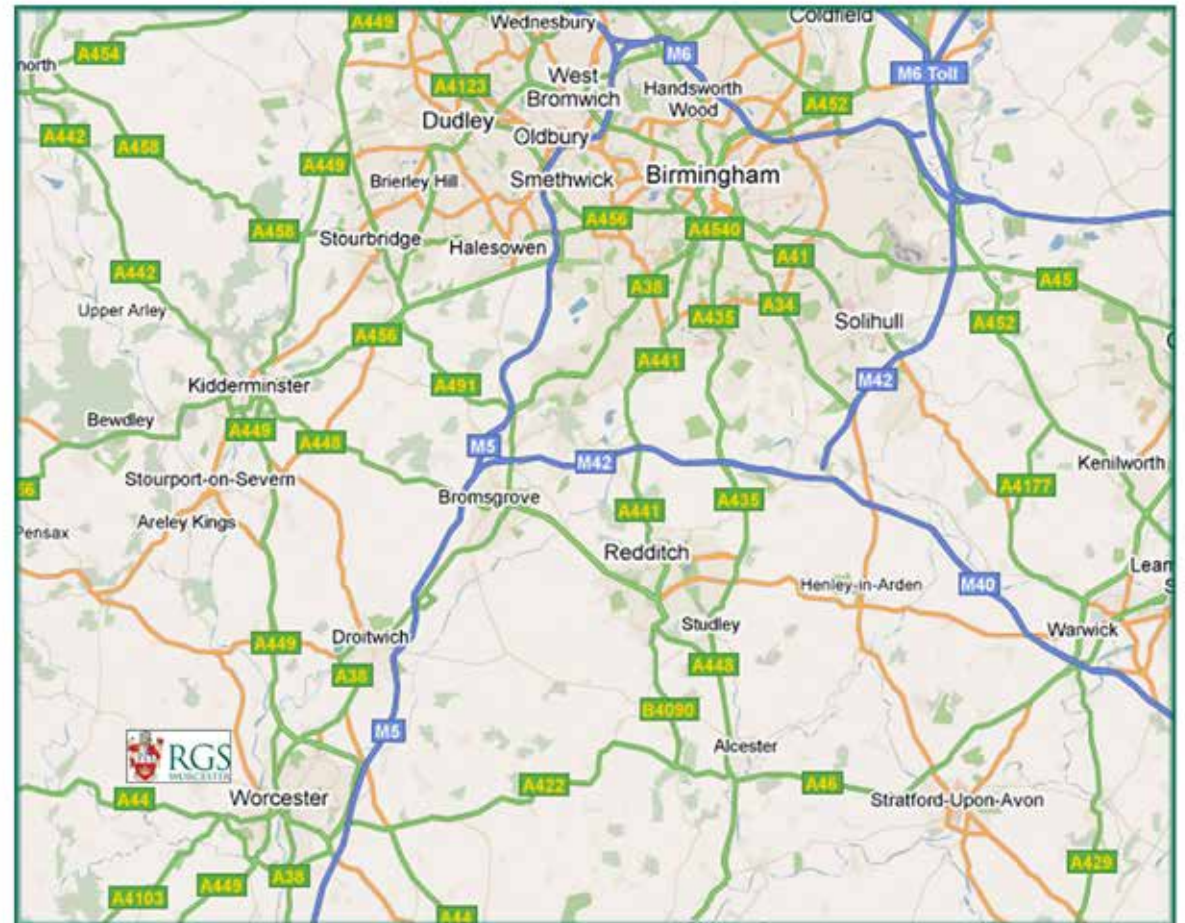 A449
Wednesbury
Coldfield
A454
north
M6
M6 Toll
West
Bromwich
A4123
Handsworth
Wood
A452
Dudley
Oldbury
A442
A458
A449
Brierley Hill
Smethwick
Birmingham
A456
A458
Stourbridge
Halesowen
A4540
A41
A442
A38
A45
Upper Arley
A435
A34
Solihull
A452
A456
A441
Kidderminster
A491
M42
Bewdley
A449
A448
M5
M42
Kenilworth
Stourport-on-Severn
A4177
Bromsgrove
A435
A441
Areley Kings
Pensax
Redditch
Henley-in-Arden
M40
Lean
Studley
Warwick
Droitwich
A449
A38
A448
B4090
M5
RGS
WORCESTER
Alcester
A44
Worcester
A422
A46
Stratford-Upon-Avon
A429
A4103
A449
A38
A44